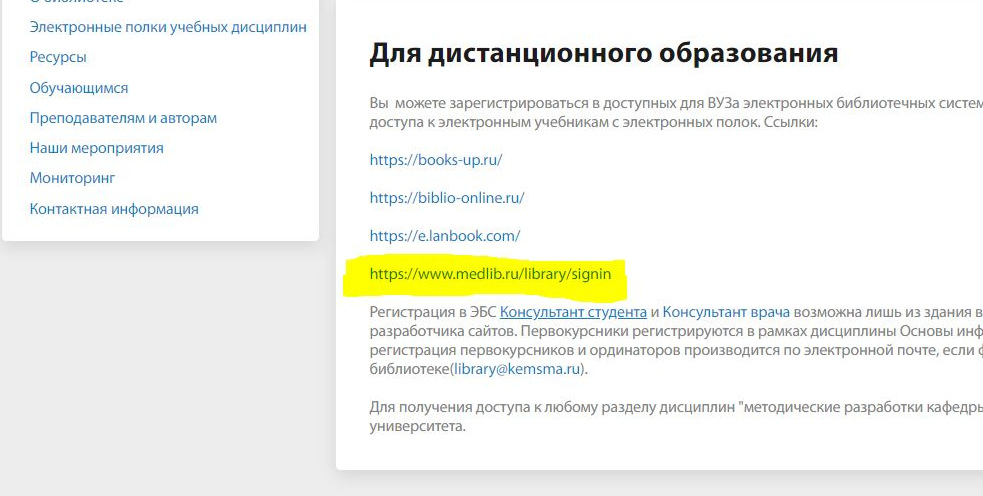 О библиотеке
Электронные полки учебных дисциплин
Ресурсы
Обучающимся
Преподавателям и авторам
Наши мероприятия
Мониторинг
Контактная информация
Для дистанционного образования
Вы можете зарегистрироваться в доступных для ВУЗа электронных библиотечных систем
доступа к электронным учебникам с электронных полок. Ссылки:
https://books-up.ru/
https://biblio-online.ru/
https://e.lanbook.com/
https://www.medlib.ru/library/signin
Регистрация в ЭБС Консультант студента и Консультант врача возможна лишь из здания в
разработчика сайтов. Первокурсники регистрируются в рамках дисциплины Основы инф
регистрация первокурсников и ординаторов производится по электронной почте, если ф
библиотеке(library@kemsma.ru).
Для получения доступа к любому разделу дисциплин "методические разработки кафедры
университета.